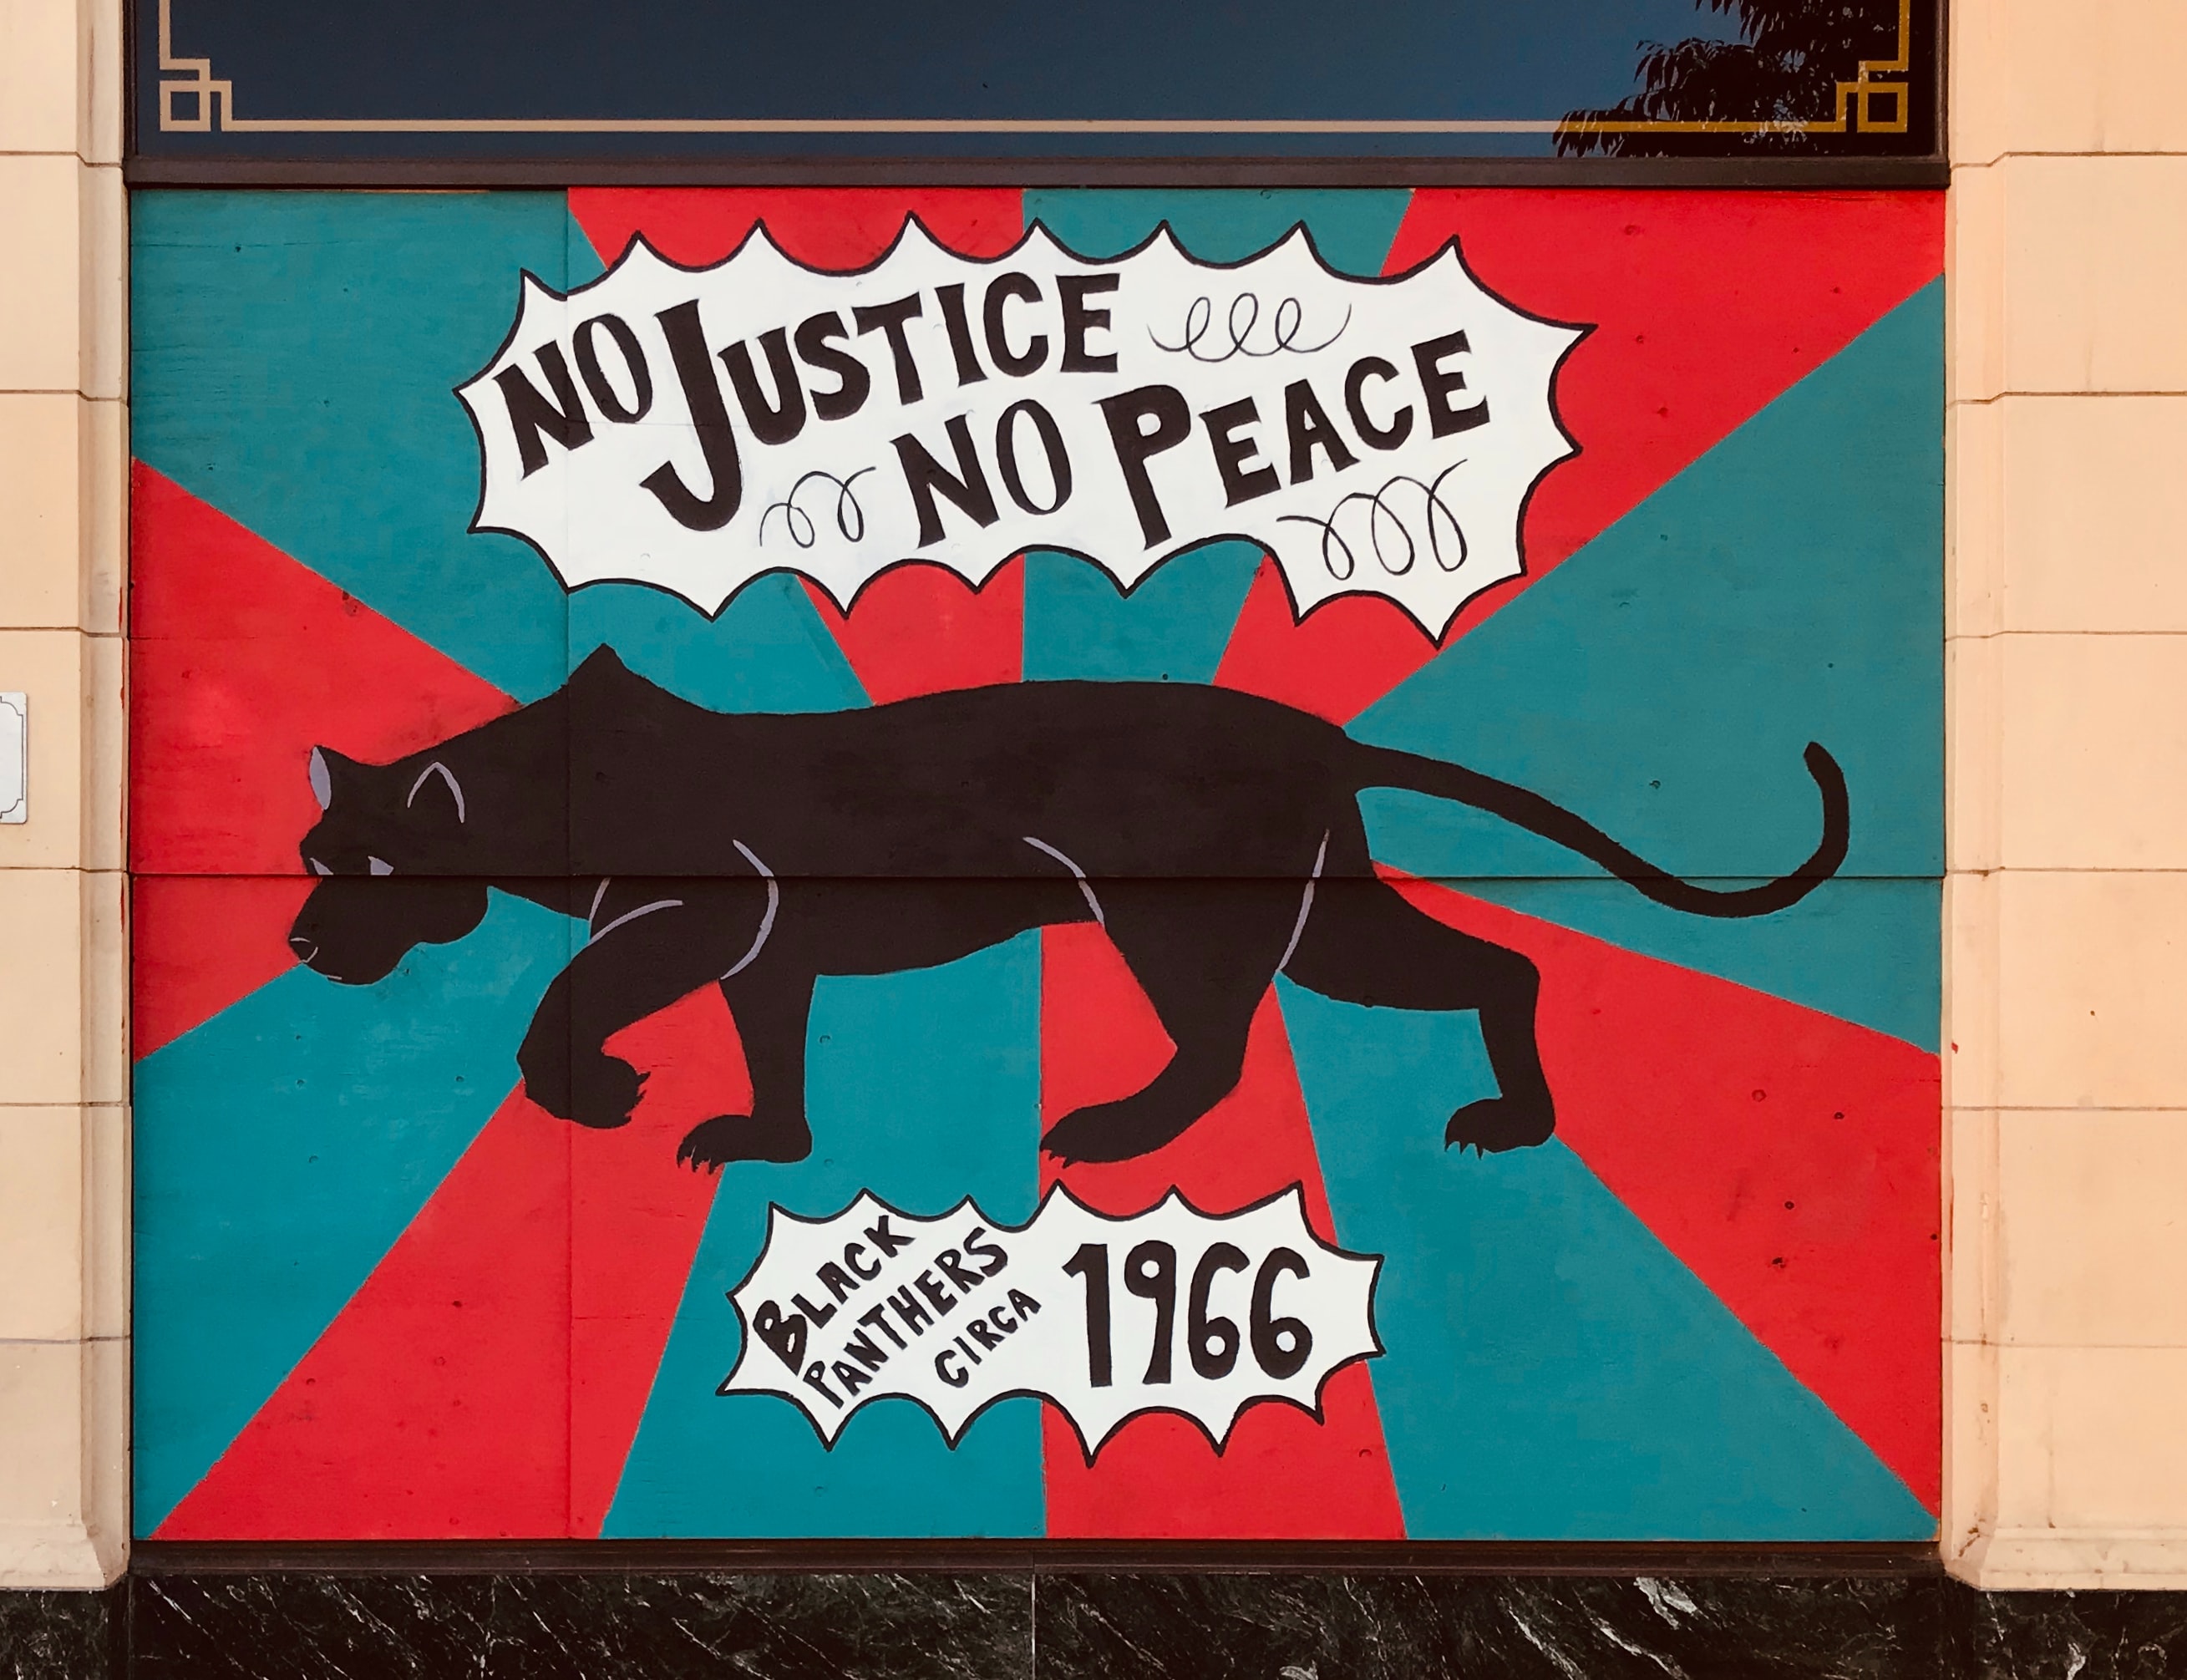 NO JUSTICE
NO PEACE
BLACK
PANTHERS
CIRCA
1966